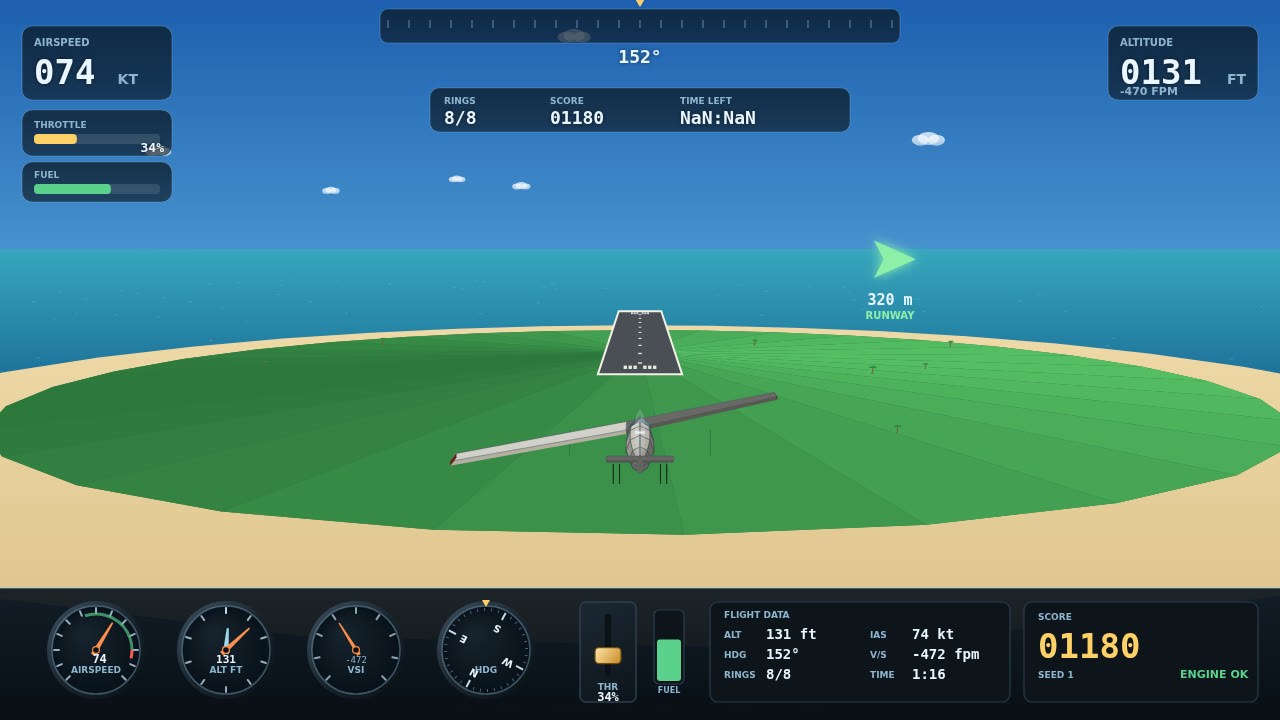 AIRSPEED
074 KT
THROTTLE
34%
FUEL
152°
RINGS SCORE TIME LEFT
8/8 01180 NaN:NaN
ALTITUDE
0131 FT
-470 FPM
320 m
RUNWAY
74
AIRSPEED
131
ALT FT
-472
VSI
N E S W
HDG
THR
34%
FUEL
FLIGHT DATA
ALT 131 ft IAS 74 kt
HDG 152° V/S -472 fpm
RINGS 8/8 TIME 1:16
SCORE
01180
SEED 1 ENGINE OK